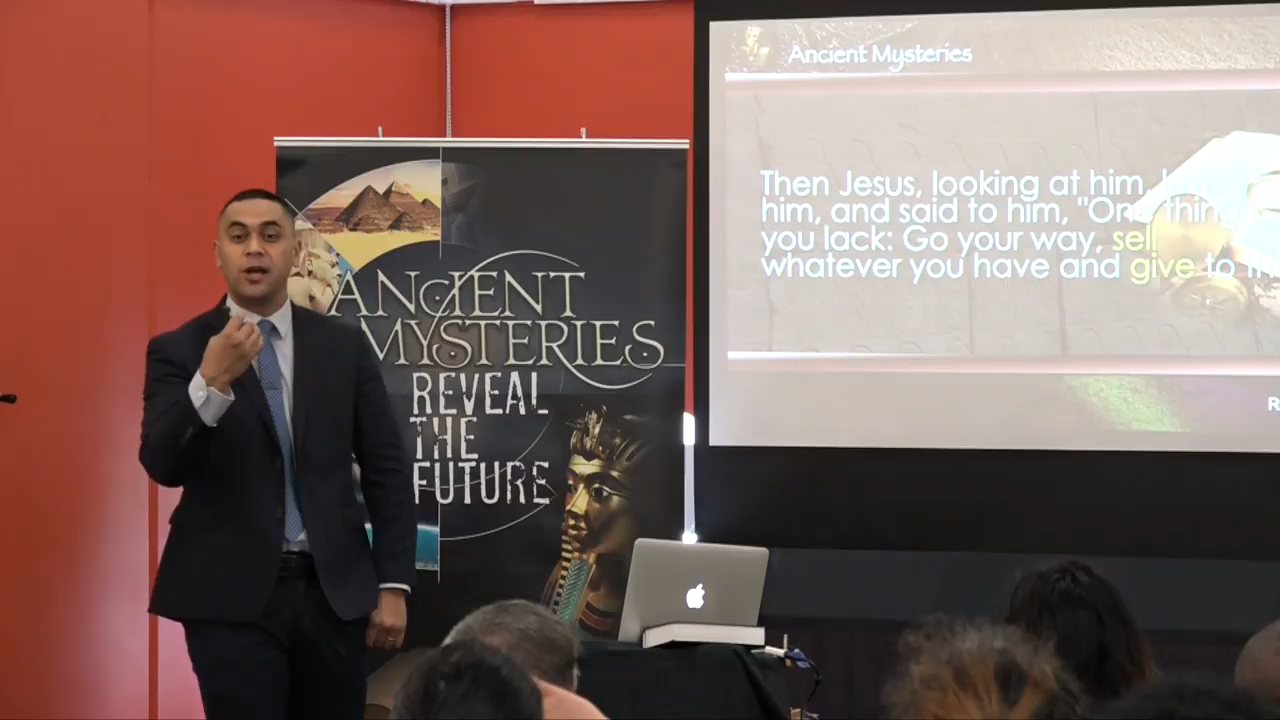 Ancient Mysteries
Then Jesus, looking at him,
him, and said to him, "One thing
you lack: Go your way, sell
whatever you have and give to
ANCIENT
MYSTERIES
REVEAL
THE
FUTURE